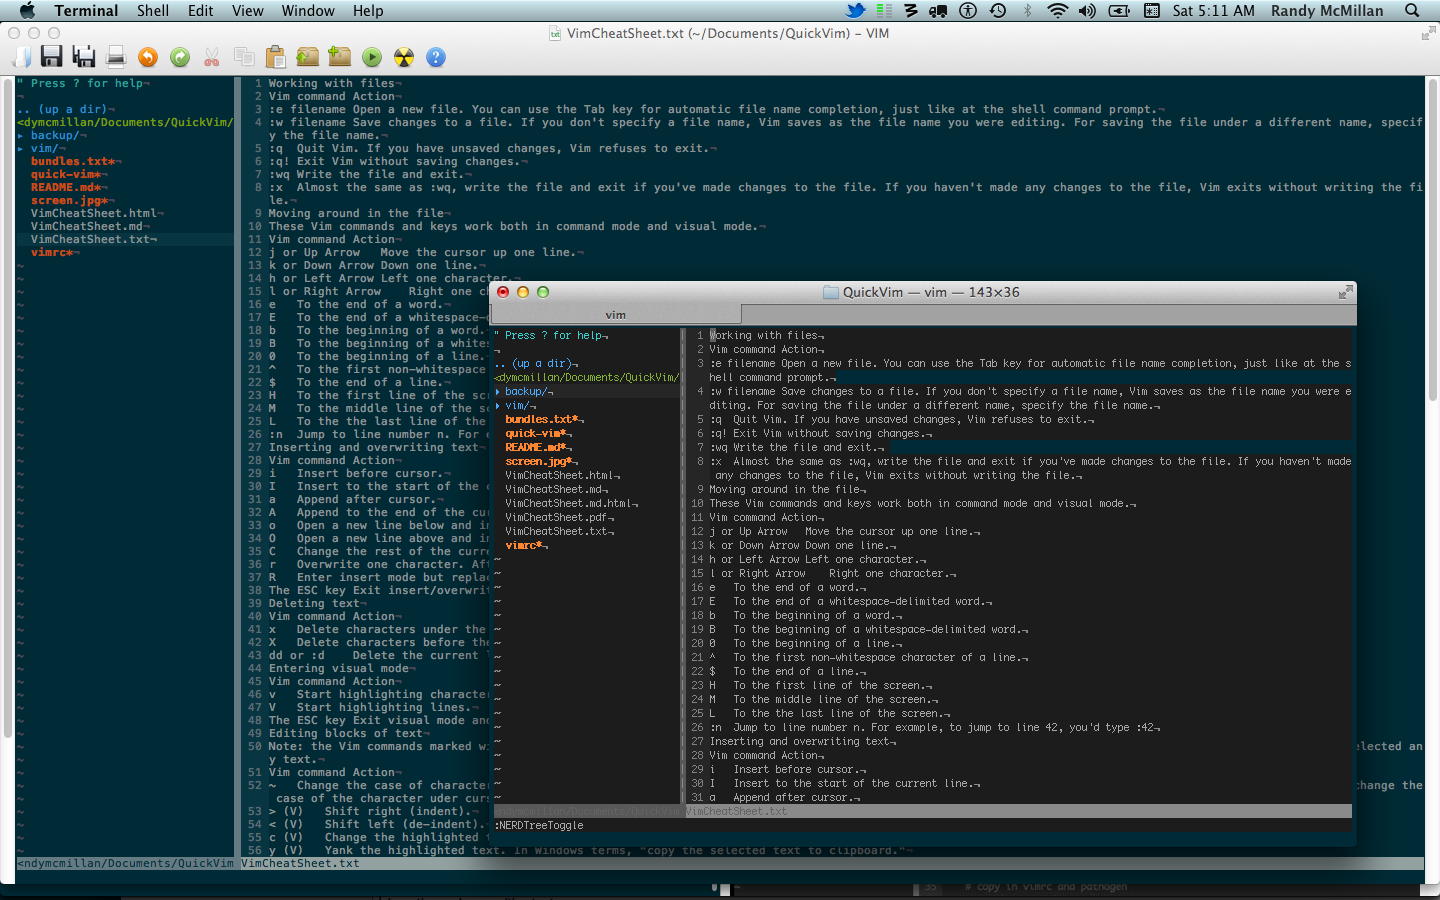 Terminal Shell Edit View Window Help
Sat 5:11 AM Randy McMillan
VimCheatSheet.txt (~/Documents/QuickVim) – VIM
" Press ? for help¬
¬
.. (up a dir)¬
<dymcmillan/Documents/QuickVim/
▸ backup/¬
▸ vim/¬
bundles.txt*¬
quick-vim*¬
README.md*¬
screen.jpg*¬
VimCheatSheet.html¬
VimCheatSheet.md¬
VimCheatSheet.txt¬
vimrc*¬
<ndymcmillan/Documents/QuickVim
1 Working with files¬
2 Vim command Action¬
3 :e filename Open a new file. You can use the Tab key for automatic file name completion, just like at the shell command prompt.¬
4 :w filename Save changes to a file. If you don't specify a file name, Vim saves as the file name you were editing. For saving the file under a different name, specif
y the file name.¬
5 :q  Quit Vim. If you have unsaved changes, Vim refuses to exit.¬
6 :q! Exit Vim without saving changes.¬
7 :wq Write the file and exit.¬
8 :x  Almost the same as :wq, write the file and exit if you've made changes to the file. If you haven't made any changes to the file, Vim exits without writing the fi
le.¬
9 Moving around in the file¬
10 These Vim commands and keys work both in command mode and visual mode.¬
11 Vim command Action¬
12 j or Up Arrow   Move the cursor up one line.¬
13 k or Down Arrow Down one line.¬
14 h or Left Arrow Left one character.¬
15 l or Right Arrow    Right one ch
16 e   To the end of a word.¬
17 E   To the end of a whitespace-d
18 b   To the beginning of a word.¬
19 B   To the beginning of a whites
20 0   To the beginning of a line.¬
21 ^   To the first non-whitespace
22 $   To the end of a line.¬
23 H   To the first line of the scr
24 M   To the middle line of the sc
25 L   To the the last line of the
26 :n  Jump to line number n. For e
27 Inserting and overwriting text¬
28 Vim command Action¬
29 i   Insert before cursor.¬
30 I   Insert to the start of the c
31 a   Append after cursor.¬
32 A   Append to the end of the cur
33 o   Open a new line below and in
34 O   Open a new line above and in
35 C   Change the rest of the curre
36 r   Overwrite one character. Aft
37 R   Enter insert mode but replac
38 The ESC key Exit insert/overwrit
39 Deleting text¬
40 Vim command Action¬
41 x   Delete characters under the
42 X   Delete characters before the
43 dd or :d    Delete the current l
44 Entering visual mode¬
45 Vim command Action¬
46 v   Start highlighting character
47 V   Start highlighting lines.¬
48 The ESC key Exit visual mode and
49 Editing blocks of text¬
50 Note: the Vim commands marked wi
elected an
y text.¬
51 Vim command Action¬
52 ~   Change the case of character
change the
case of the character uder curs
53 > (V)   Shift right (indent).¬
54 < (V)   Shift left (de-indent).¬
55 c (V)   Change the highlighted t
56 y (V)   Yank the highlighted text. In Windows terms, "copy the selected text to clipboard."¬
VimCheatSheet.txt
QuickVim — vim — 143×36
vim
" Press ? for help¬
¬
.. (up a dir)¬
<dymcmillan/Documents/QuickVim/
▸ backup/¬
▸ vim/¬
bundles.txt*¬
quick-vim*¬
README.md*¬
screen.jpg*¬
VimCheatSheet.html¬
VimCheatSheet.md¬
VimCheatSheet.md.html¬
VimCheatSheet.pdf¬
VimCheatSheet.txt¬
vimrc*¬
1 Working with files¬
2 Vim command Action¬
3 :e filename Open a new file. You can use the Tab key for automatic file name completion, just like at the s
hell command prompt.¬
4 :w filename Save changes to a file. If you don't specify a file name, Vim saves as the file name you were e
diting. For saving the file under a different name, specify the file name.¬
5 :q  Quit Vim. If you have unsaved changes, Vim refuses to exit.¬
6 :q! Exit Vim without saving changes.¬
7 :wq Write the file and exit.¬
8 :x  Almost the same as :wq, write the file and exit if you've made changes to the file. If you haven't made
any changes to the file, Vim exits without writing the file.¬
9 Moving around in the file¬
10 These Vim commands and keys work both in command mode and visual mode.¬
11 Vim command Action¬
12 j or Up Arrow   Move the cursor up one line.¬
13 k or Down Arrow Down one line.¬
14 h or Left Arrow Left one character.¬
15 l or Right Arrow    Right one character.¬
16 e   To the end of a word.¬
17 E   To the end of a whitespace-delimited word.¬
18 b   To the beginning of a word.¬
19 B   To the beginning of a whitespace-delimited word.¬
20 0   To the beginning of a line.¬
21 ^   To the first non-whitespace character of a line.¬
22 $   To the end of a line.¬
23 H   To the first line of the screen.¬
24 M   To the middle line of the screen.¬
25 L   To the the last line of the screen.¬
26 :n  Jump to line number n. For example, to jump to line 42, you'd type :42¬
27 Inserting and overwriting text¬
28 Vim command Action¬
29 i   Insert before cursor.¬
30 I   Insert to the start of the current line.¬
31 a   Append after cursor.¬
<ndymcmillan/Documents/QuickVim VimCheatSheet.txt
:NERDTreeToggle
35 # copy in vimrc and pathogen